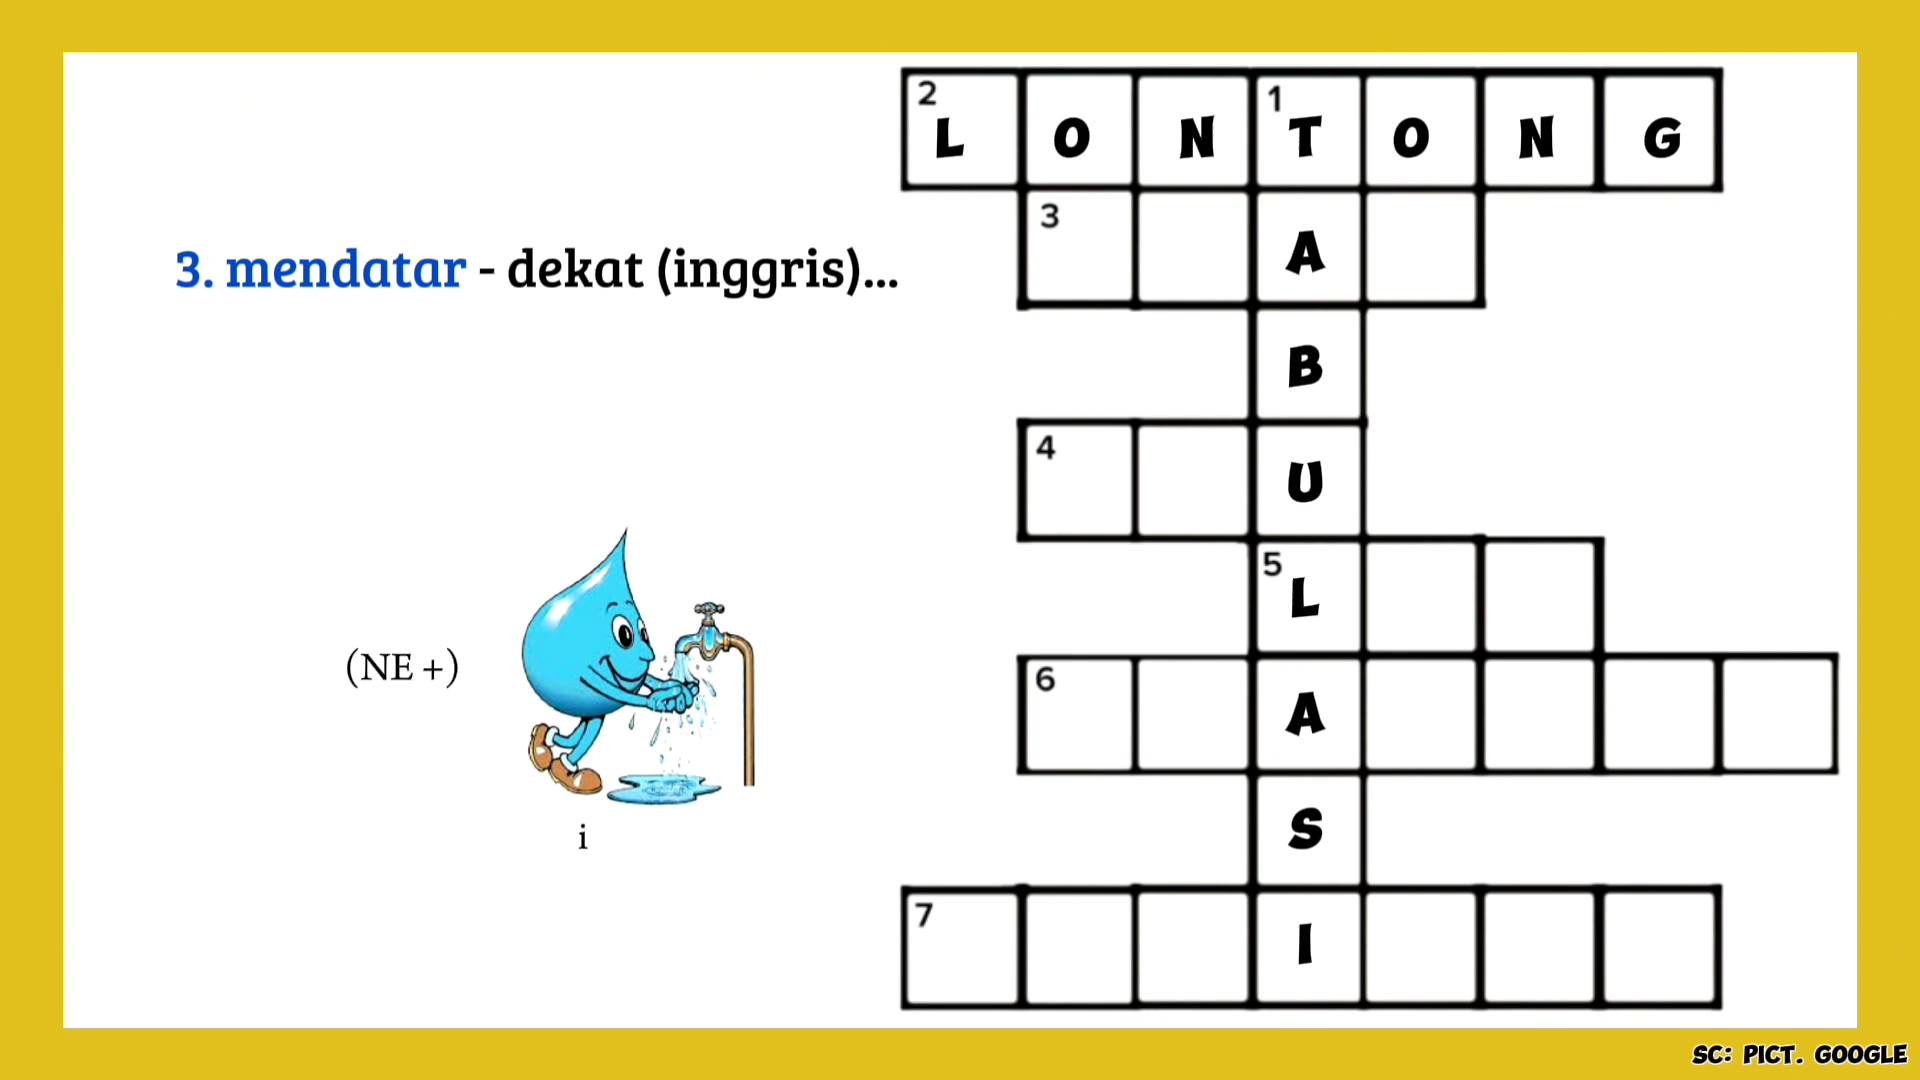 3. mendatar - dekat (inggris)...
(NE +)
i
2 L O N 1 T O N G
3 A
B
4 U
5 L
6 A
S
7 I
SC: PICT. GOOGLE